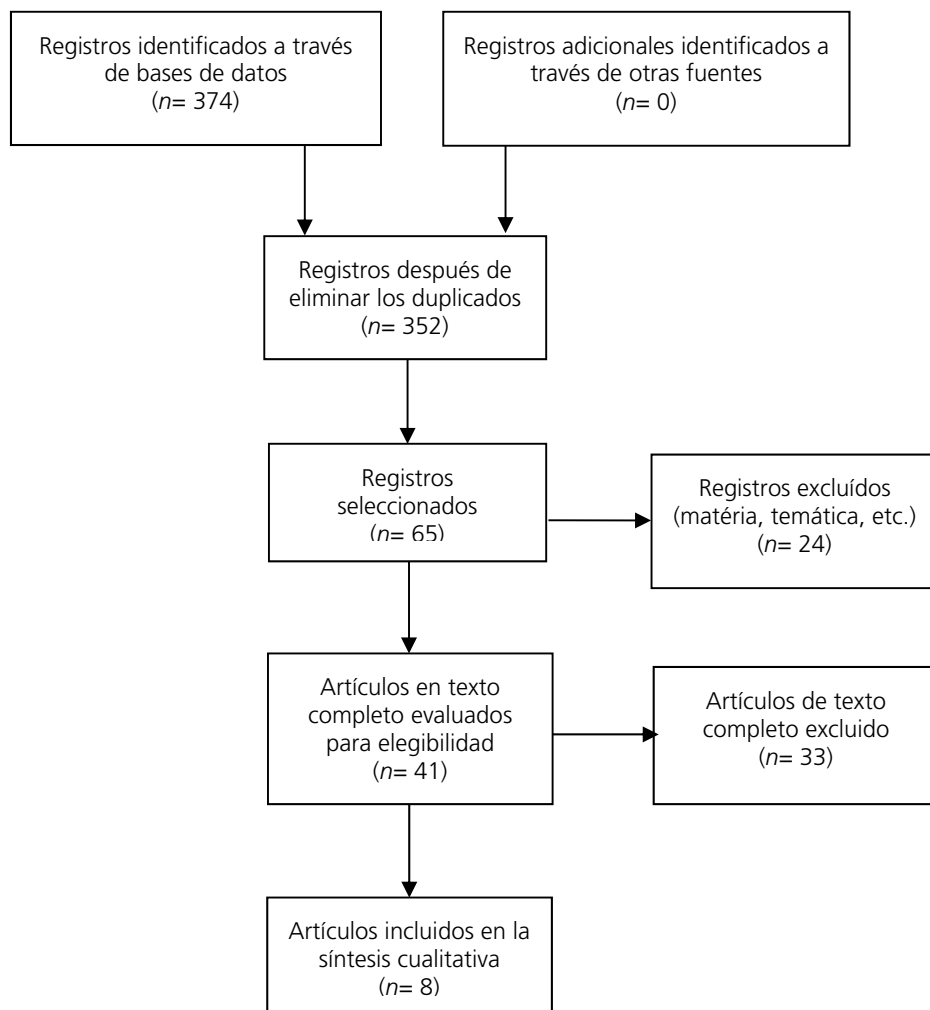 Registros identificados a través
de bases de datos
(n= 374)
Registros adicionales identificados a
través de otras fuentes
(n= 0)
Registros después de
eliminar los duplicados
(n= 352)
Registros
seleccionados
(n= 65)
Registros excluídos
(matéria, temática, etc.)
(n= 24)
Artículos en texto
completo evaluados
para elegibilidad
(n= 41)
Artículos de texto
completo excluido
(n= 33)
Artículos incluidos en la
síntesis cualitativa
(n= 8)